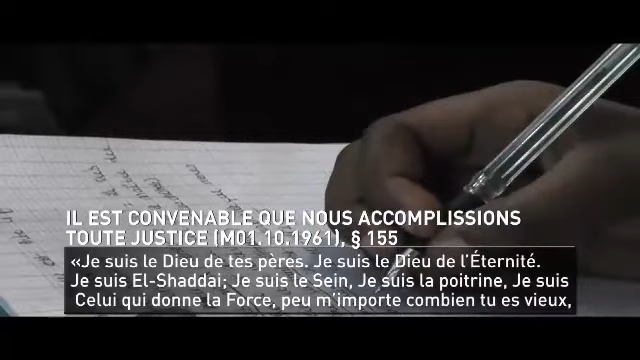 IL EST CONVENABLE QUE NOUS ACCOMPLISSIONS
TOUTE JUSTICE (M01.10.1961), § 155
«Je suis le Dieu de tes pères. Je suis le Dieu de l'Éternité.
Je suis El-Shaddai; Je suis le Sein, Je suis la poitrine, Je suis
Celui qui donne la Force, peu m'importe combien tu es vieux,